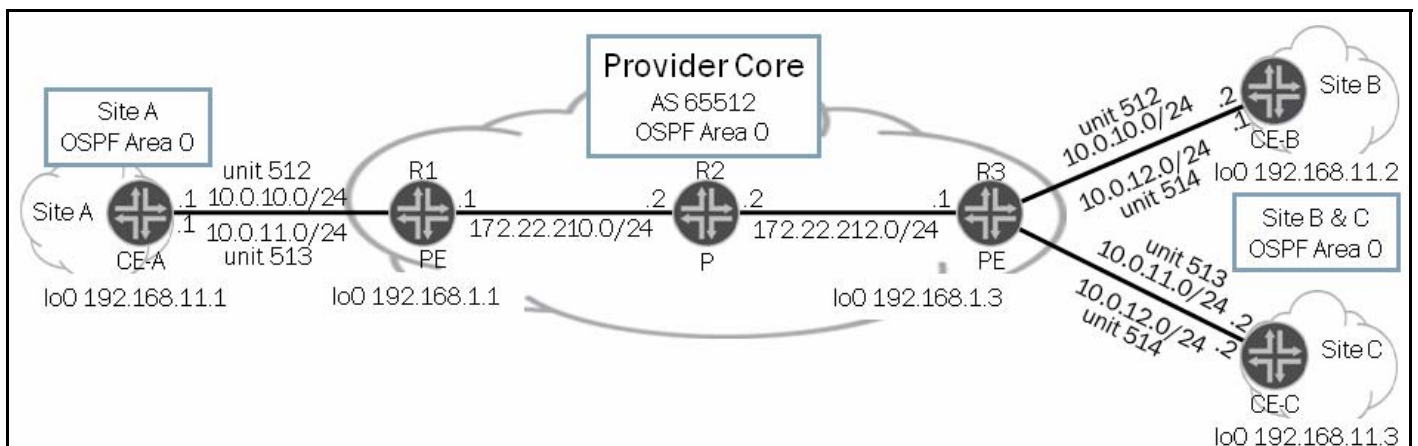 Provider Core
AS 65512
OSPF Area 0
Site A
OSPF Area 0
Site A
CE-A
lo0 192.168.11.1
unit 512
.1 10.0.10.0/24
.1 10.0.11.0/24
unit 513
R1
PE
lo0 192.168.1.1
.1
172.22.210.0/24
.2
R2
P
.2
172.22.212.0/24
.1
R3
PE
lo0 192.168.1.3
unit 512
10.0.10.0/24
.2
10.0.12.0/24
.1
unit 514
Site B
CE-B
lo0 192.168.11.2
Site B & C
OSPF Area 0
unit 513
10.0.11.0/24
.2
10.0.12.0/24
.2
unit 514
Site C
CE-C
lo0 192.168.11.3